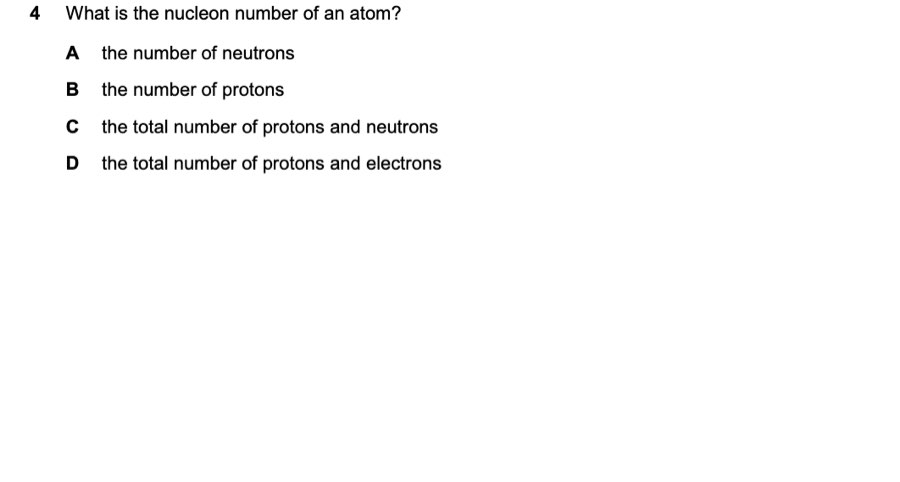 4 What is the nucleon number of an atom?
A the number of neutrons
B the number of protons
C the total number of protons and neutrons
D the total number of protons and electrons